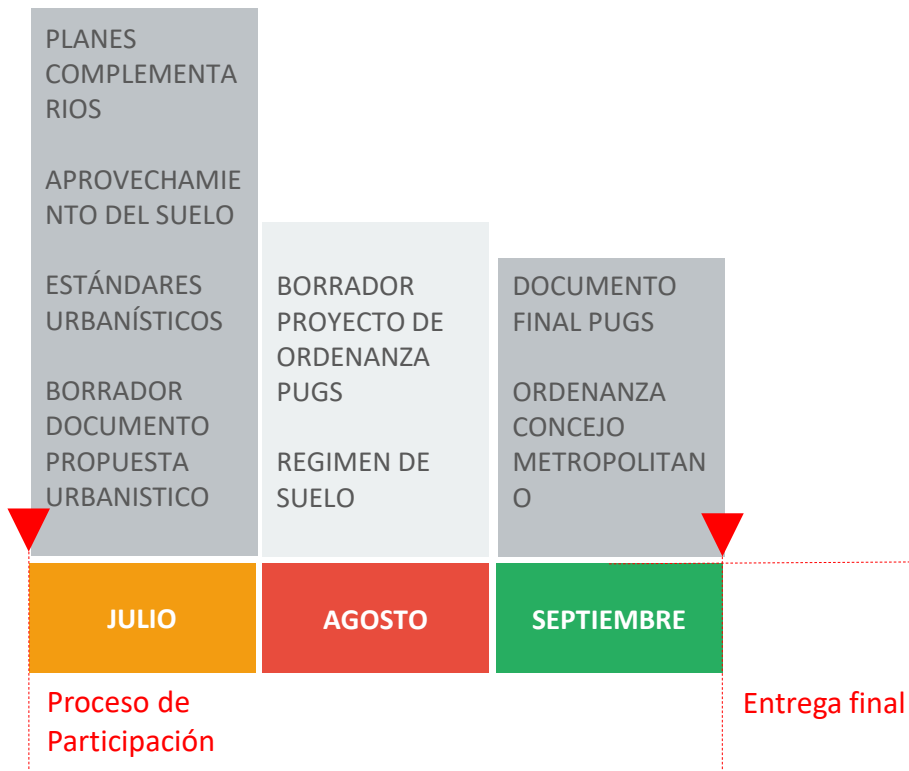 PLANES
COMPLEMENTA
RIOS
APROVECHAMIE
NTO DEL SUELO
ESTÁNDARES
URBANÍSTICOS
BORRADOR
DOCUMENTO
PROPUESTA
URBANISTICO
BORRADOR
PROYECTO DE
ORDENANZA
PUGS
REGIMEN DE
SUELO
DOCUMENTO
FINAL PUGS
ORDENANZA
CONCEJO
METROPOLITAN
O
JULIO
AGOSTO
SEPTIEMBRE
Proceso de
Participación
Entrega final